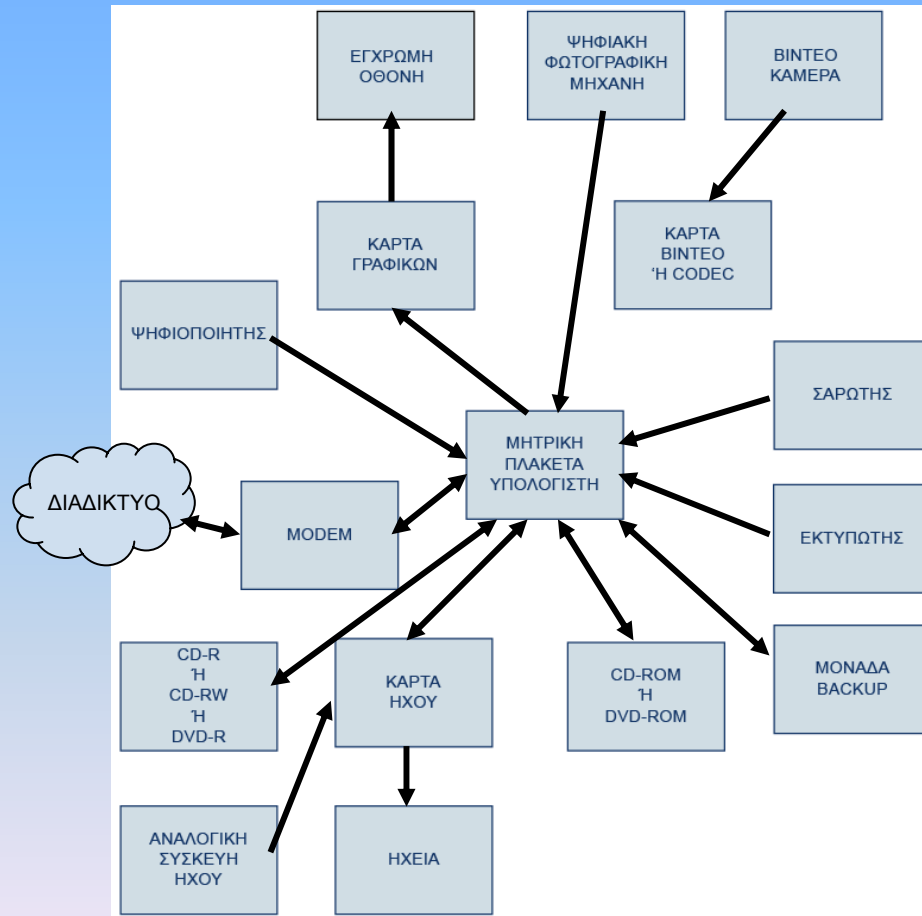 ΕΓΧΡΩΜΗ
ΟΘΟΝΗ
ΨΗΦΙΑΚΗ
ΦΩΤΟΓΡΑΦΙΚΗ
ΜΗΧΑΝΗ
ΒΙΝΤΕΟ
ΚΑΜΕΡΑ
ΚΑΡΤΑ
ΓΡΑΦΙΚΩΝ
ΚΑΡΤΑ
ΒΙΝΤΕΟ
Ή CODEC
ΨΗΦΙΟΠΟΙΗΤΗΣ
ΣΑΡΩΤΗΣ
ΜΗΤΡΙΚΗ
ΠΛΑΚΕΤΑ
ΥΠΟΛΟΓΙΣΤΗ
ΔΙΑΔΙΚΤΥΟ
MODEM
ΕΚΤΥΠΩΤΗΣ
CD-R
Ή
CD-RW
Ή
DVD-R
ΚΑΡΤΑ
ΗΧΟΥ
CD-ROM
Ή
DVD-ROM
ΜΟΝΑΔΑ
BACKUP
ΑΝΑΛΟΓΙΚΗ
ΣΥΣΚΕΥΗ
ΗΧΟΥ
ΗΧΕΙΑ